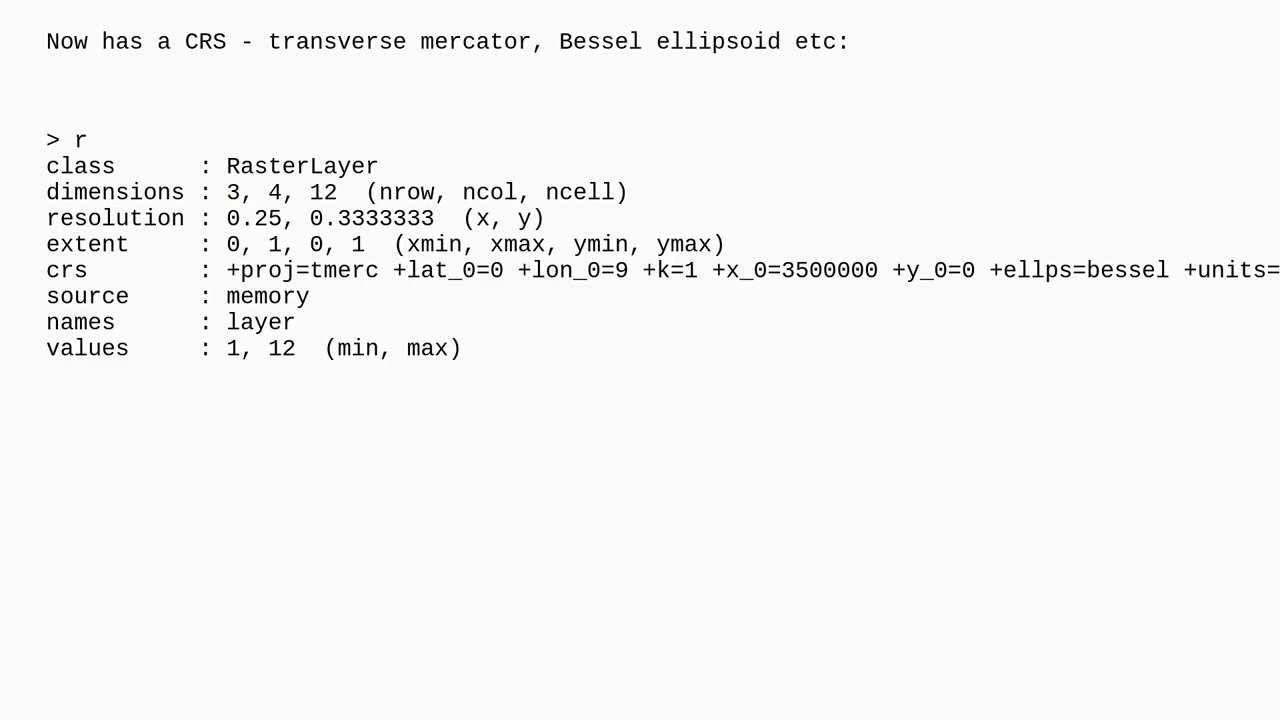 Now has a CRS - transverse mercator, Bessel ellipsoid etc:
> r
class      : RasterLayer
dimensions : 3, 4, 12  (nrow, ncol, ncell)
resolution : 0.25, 0.3333333  (x, y)
extent     : 0, 1, 0, 1  (xmin, xmax, ymin, ymax)
crs        : +proj=tmerc +lat_0=0 +lon_0=9 +k=1 +x_0=3500000 +y_0=0 +ellps=bessel +units=
source     : memory
names      : layer
values     : 1, 12  (min, max)